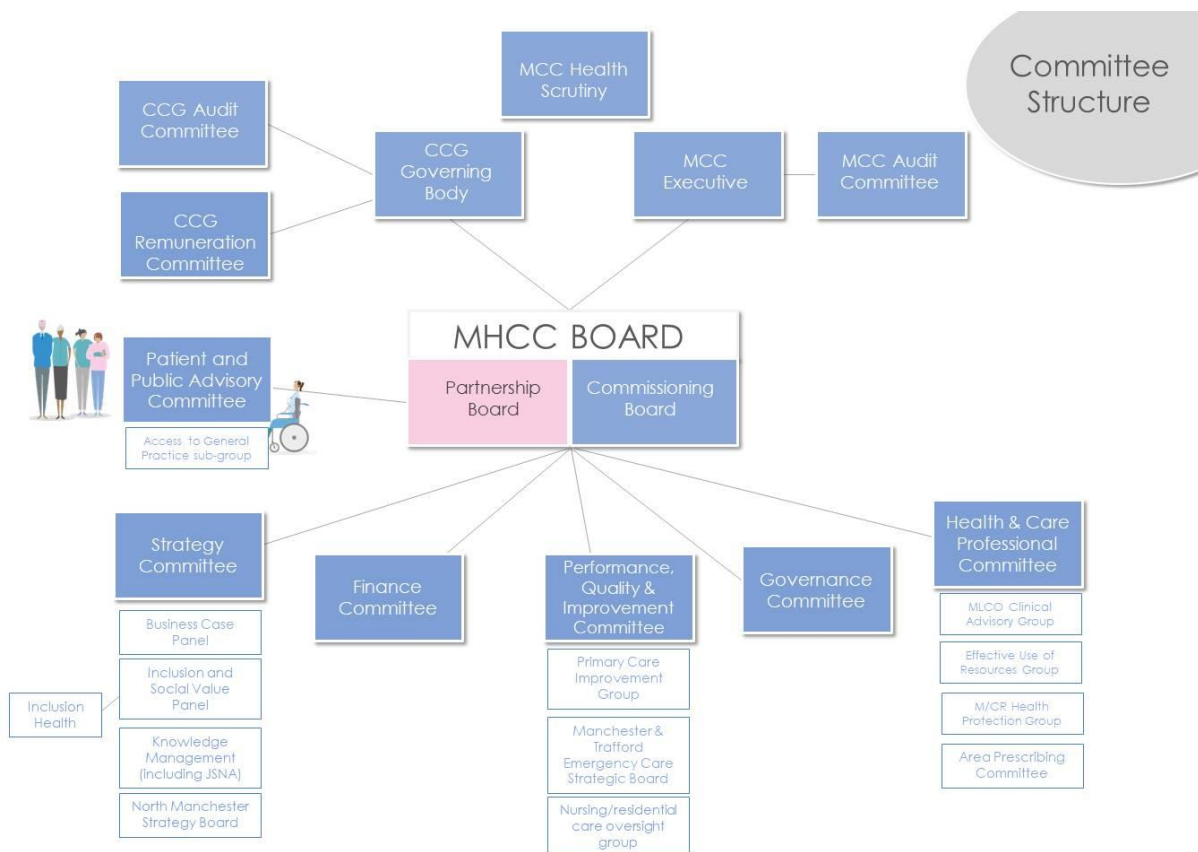 Committee
Structure
MCC Health
Scrutiny
CCG Audit
Committee
CCG
Governing
Body
MCC
Executive
MCC Audit
Committee
CCG
Remuneration
Committee
MHCC BOARD
Partnership
Board
Commissioning
Board
Patient and
Public Advisory
Committee
Access to General
Practice sub-group
Strategy
Committee
Business Case
Panel
Inclusion and
Social Value
Panel
Inclusion
Health
Knowledge
Management
(including JSNA)
North Manchester
Strategy Board
Finance
Committee
Performance,
Quality &
Improvement
Committee
Primary Care
Improvement
Group
Manchester &
Trafford
Emergency Care
Strategic Board
Nursing/residential
care oversight
group
Governance
Committee
Health & Care
Professional
Committee
MLCO Clinical
Advisory Group
Effective Use of
Resources Group
M/CR Health
Protection Group
Area Prescribing
Committee